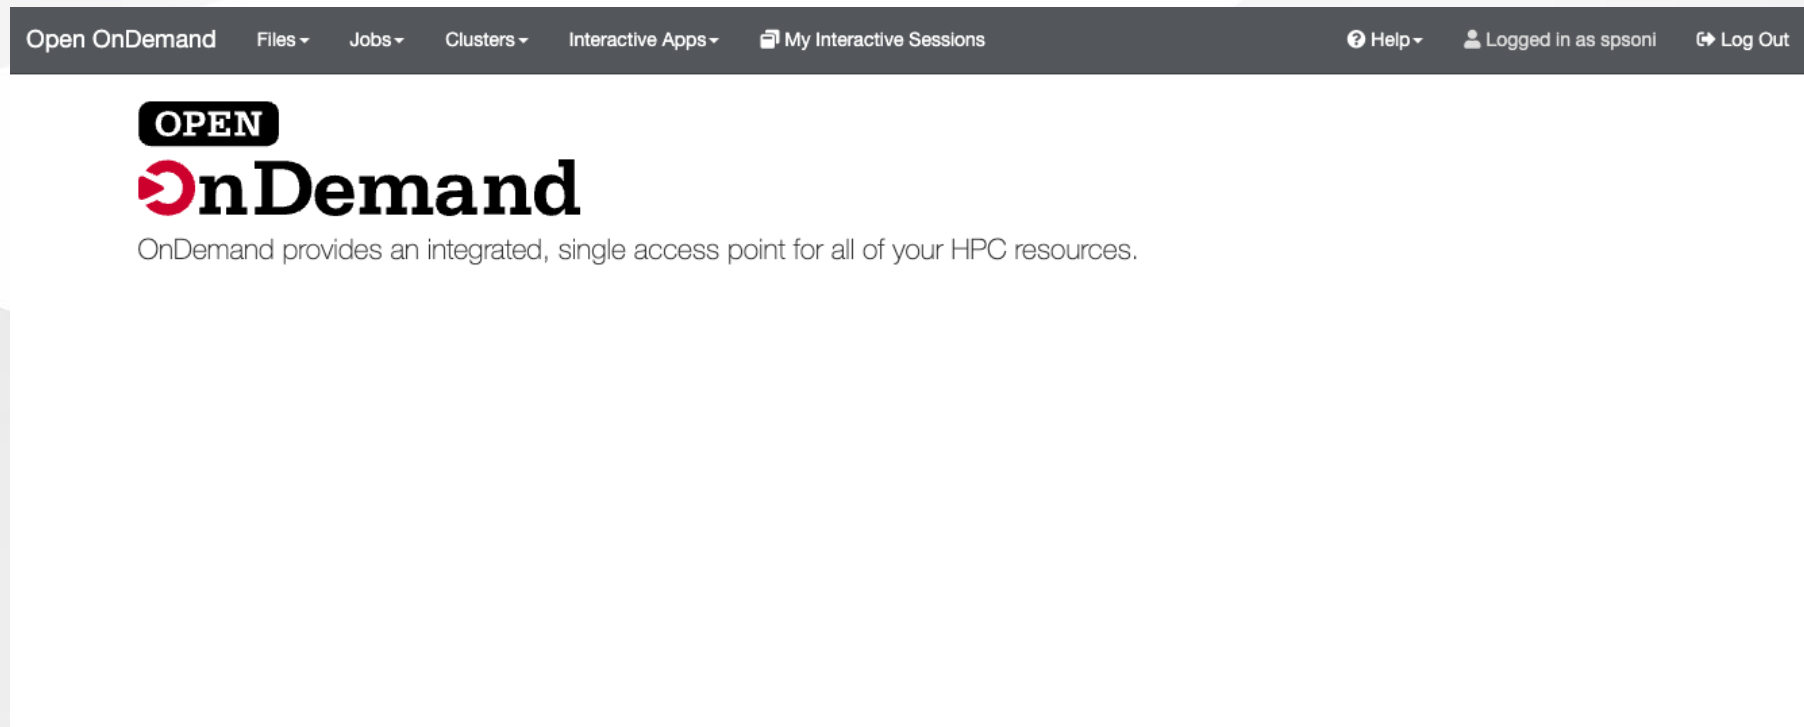 Open OnDemand Files Jobs Clusters Interactive Apps My Interactive Sessions Help Logged in as spsoni Log Out
OPEN
OnDemand
OnDemand provides an integrated, single access point for all of your HPC resources.